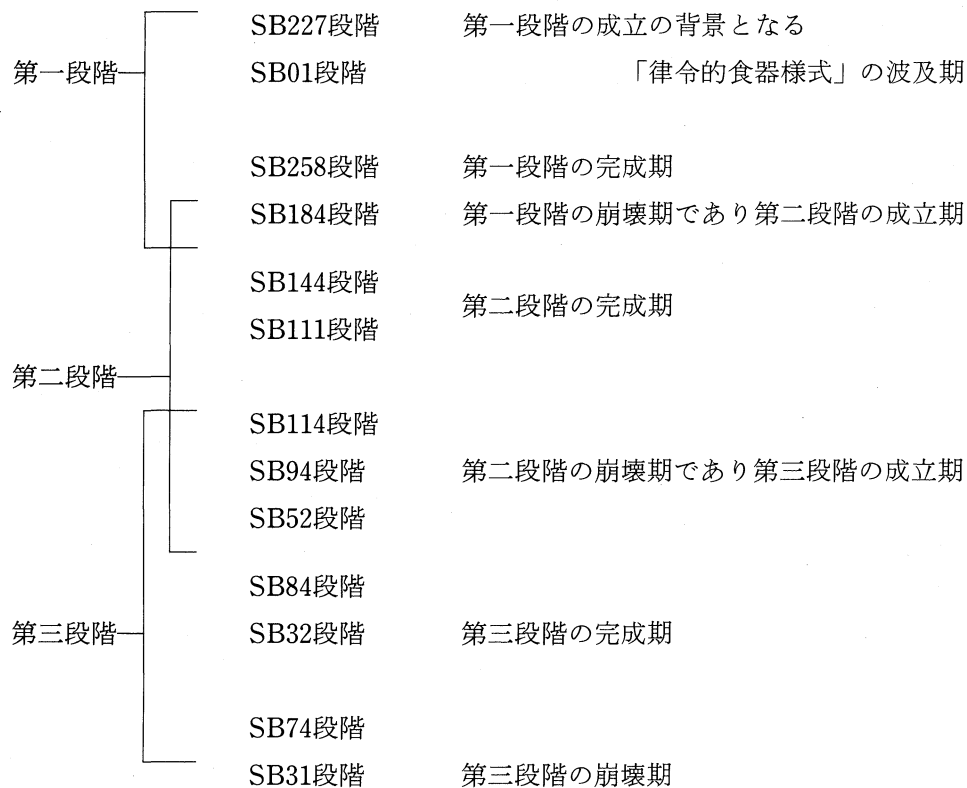 SB227段階 第一段階の成立の背景となる
第一段階 SB01段階 「律令的食器様式」の波及期
SB258段階 第一段階の完成期
SB184段階 第一段階の崩壊期であり第二段階の成立期
SB144段階
第二段階の完成期
SB111段階
第二段階
SB114段階
SB94段階 第二段階の崩壊期であり第三段階の成立期
SB52段階
SB84段階
第三段階 SB32段階 第三段階の完成期
SB74段階
SB31段階 第三段階の崩壊期